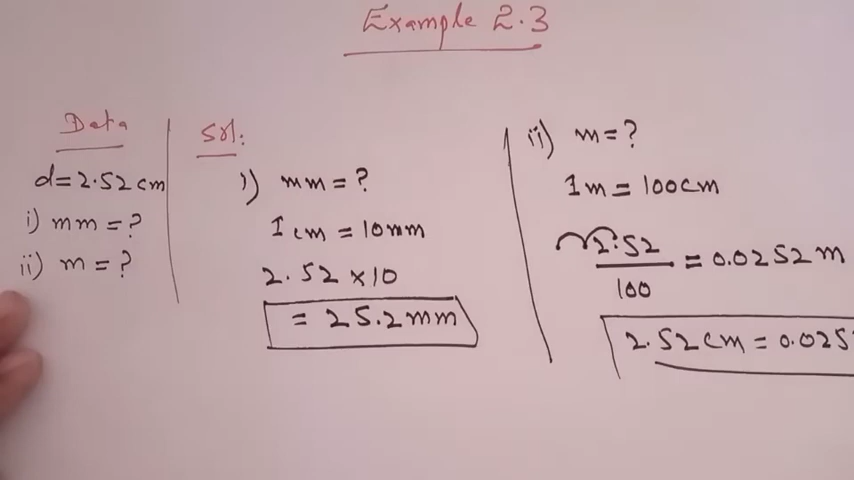 Example 2.3
Data
d=2.52cm
i) mm = ?
ii) m = ?
Sol:
i) mm = ?
1cm = 10mm
2.52 × 10
= 25.2mm
ii) m = ?
1m = 100cm
2.52
100
= 0.0252 m
2.52cm = 0.025